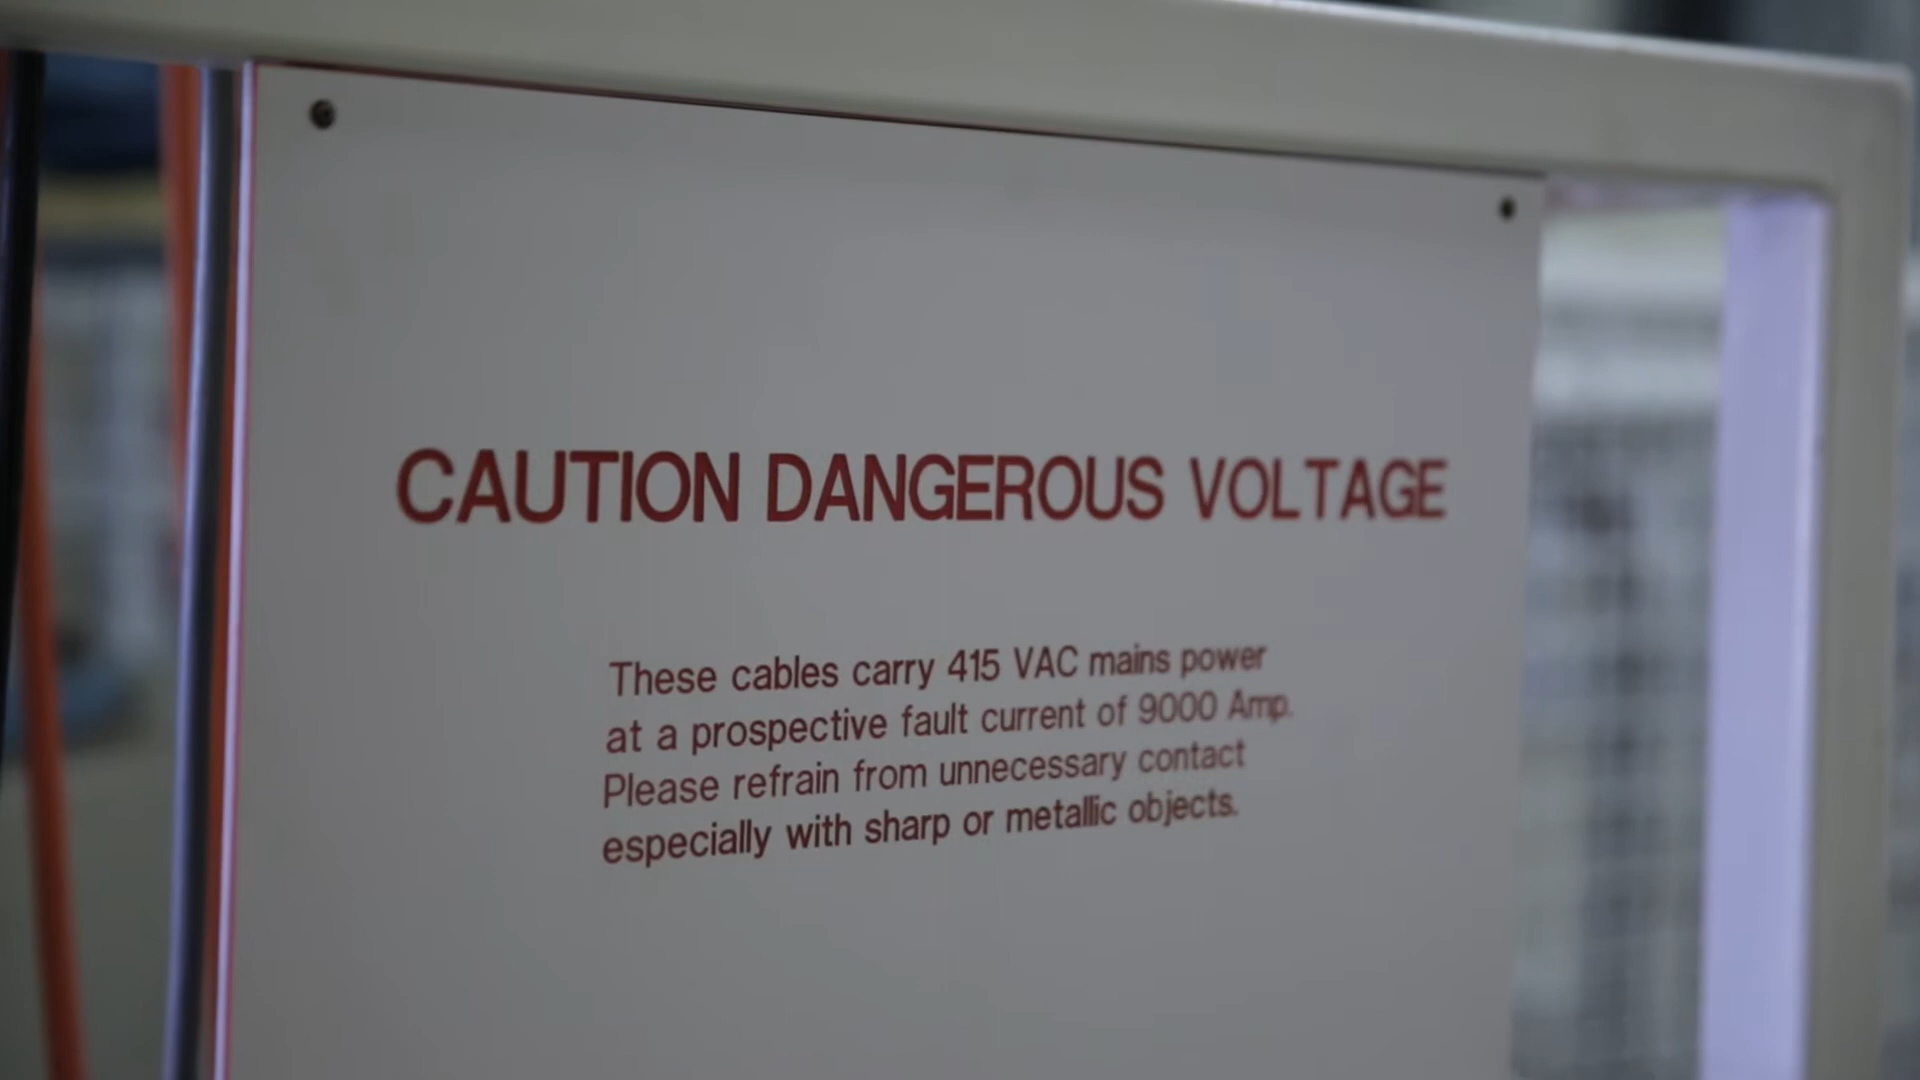 CAUTION DANGEROUS VOLTAGE
These cables carry 415 VAC mains power
at a prospective fault current of 9000 Amp.
Please refrain from unnecessary contact
especially with sharp or metallic objects.